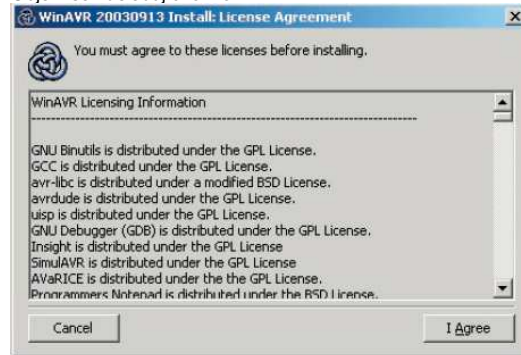 WinAVR 20030913 Install: License Agreement
You must agree to these licenses before installing.
WinAVR Licensing Information
--------------------------------------------------------------------------------
GNU Binutils is distributed under the GPL License.
GCC is distributed under the GPL License.
avr-libc is distributed under a modified BSD License.
avrdude is distributed under the GPL License.
uisp is distributed under the GPL License.
GNU Debugger (GDB) is distributed under the GPL License.
Insight is distributed under the GPL License
SimulAVR is distributed under the GPL License
AVaRICE is distributed under the the GPL License.
Programmers Notepad is distributed under the BSD License.
Cancel
I Agree